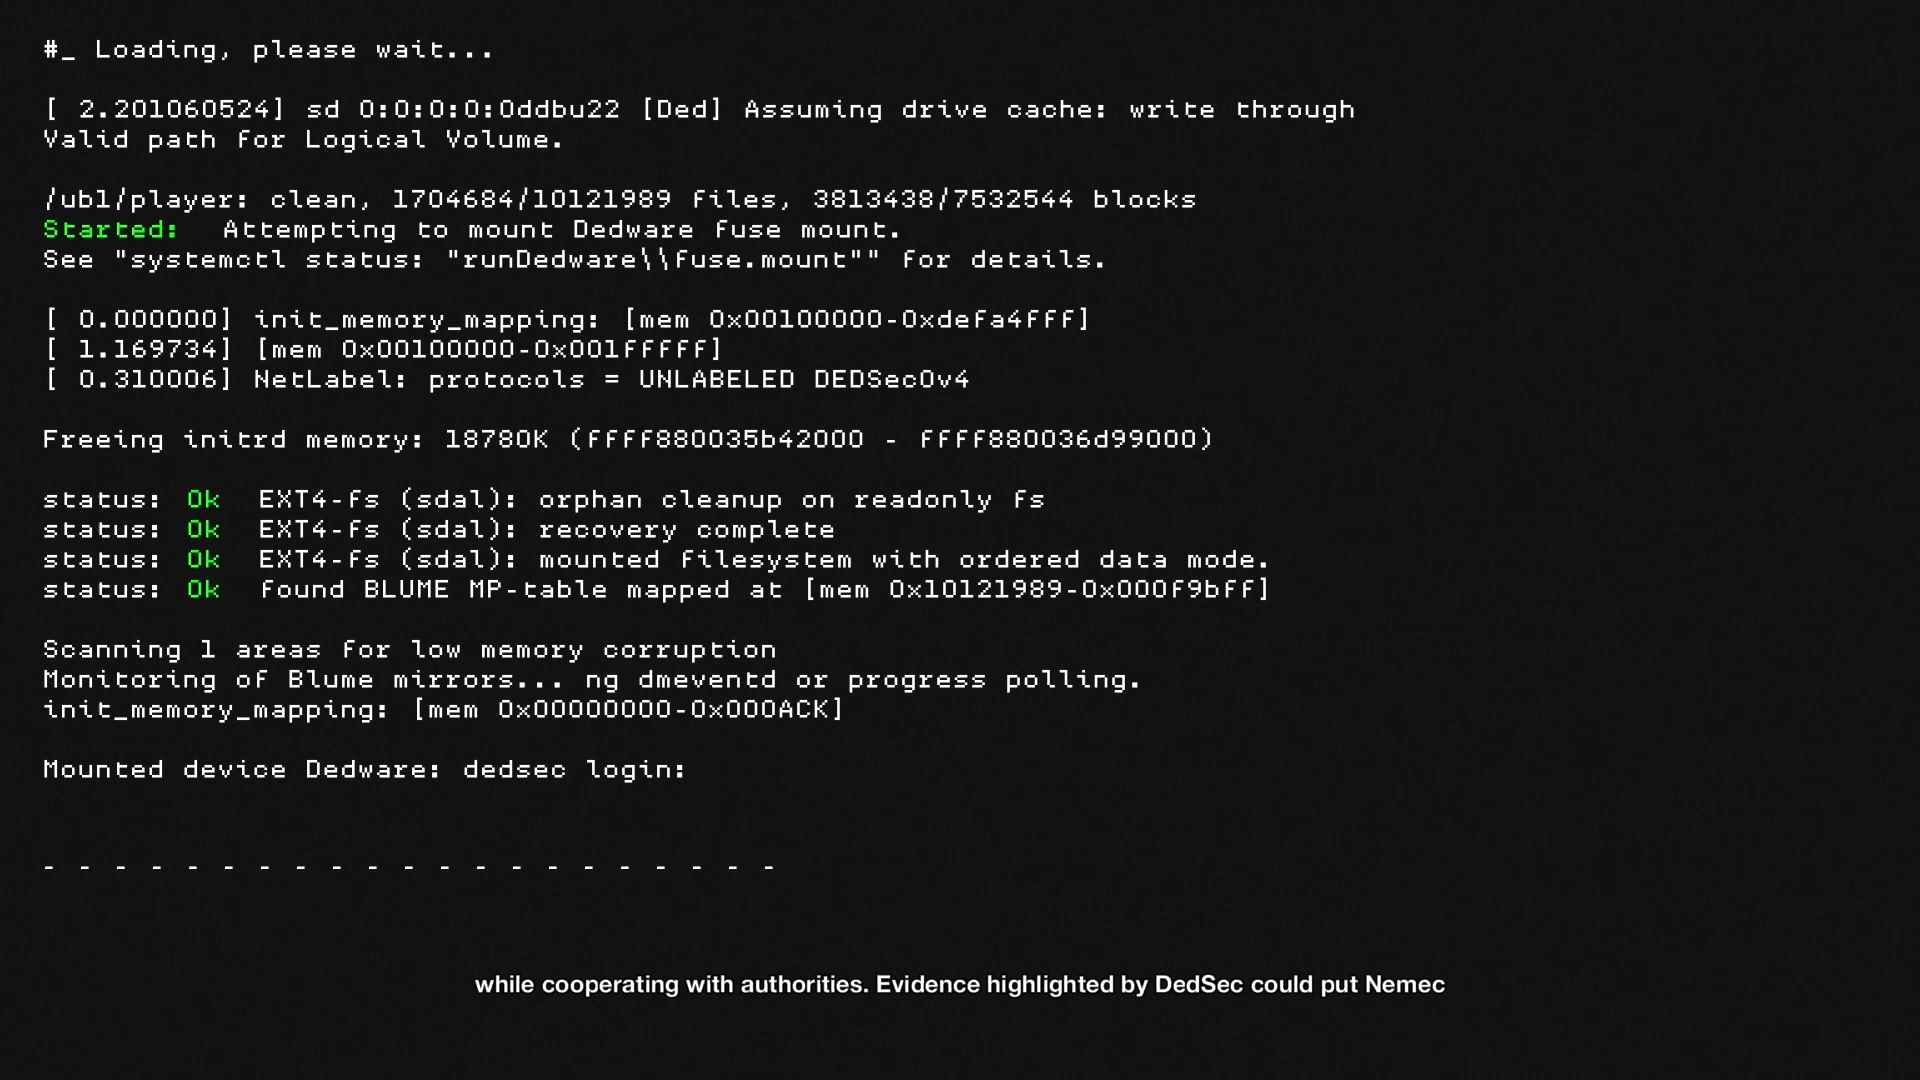 #_ Loading, please wait...
[ 2.201060524] sd 0:0:0:0:0ddbu22 [Ded] Assuming drive cache: write through
Valid path for Logical Volume.
/ubl/player: clean, 1704684/10121989 files, 3813438/7532544 blocks
Started: Attempting to mount Dedware fuse mount.
See "systemctl status: "runDedware\\fuse.mount"" for details.
[ 0.000000] init_memory_mapping: [mem 0x00100000-0xdefa4fff]
[ 1.169734] [mem 0x00100000-0x001fffff]
[ 0.310006] NetLabel: protocols = UNLABELED DEDSecOv4
Freeing initrd memory: 18780K (ffff880035b42000 - ffff880036d99000)
status: Ok EXT4-fs (sdal): orphan cleanup on readonly fs
status: Ok EXT4-fs (sdal): recovery complete
status: Ok EXT4-fs (sdal): mounted filesystem with ordered data mode.
status: Ok found BLUME MP-table mapped at [mem 0x10121989-0x000f9bff]
Scanning 1 areas for low memory corruption
Monitoring of Blume mirrors... ng dmeventd or progress polling.
init_memory_mapping: [mem 0x00000000-0x000ACK]
Mounted device Dedware: dedsec login:
- - - - - - - - - - - - - - - - - - - - -
while cooperating with authorities. Evidence highlighted by DedSec could put Nemec